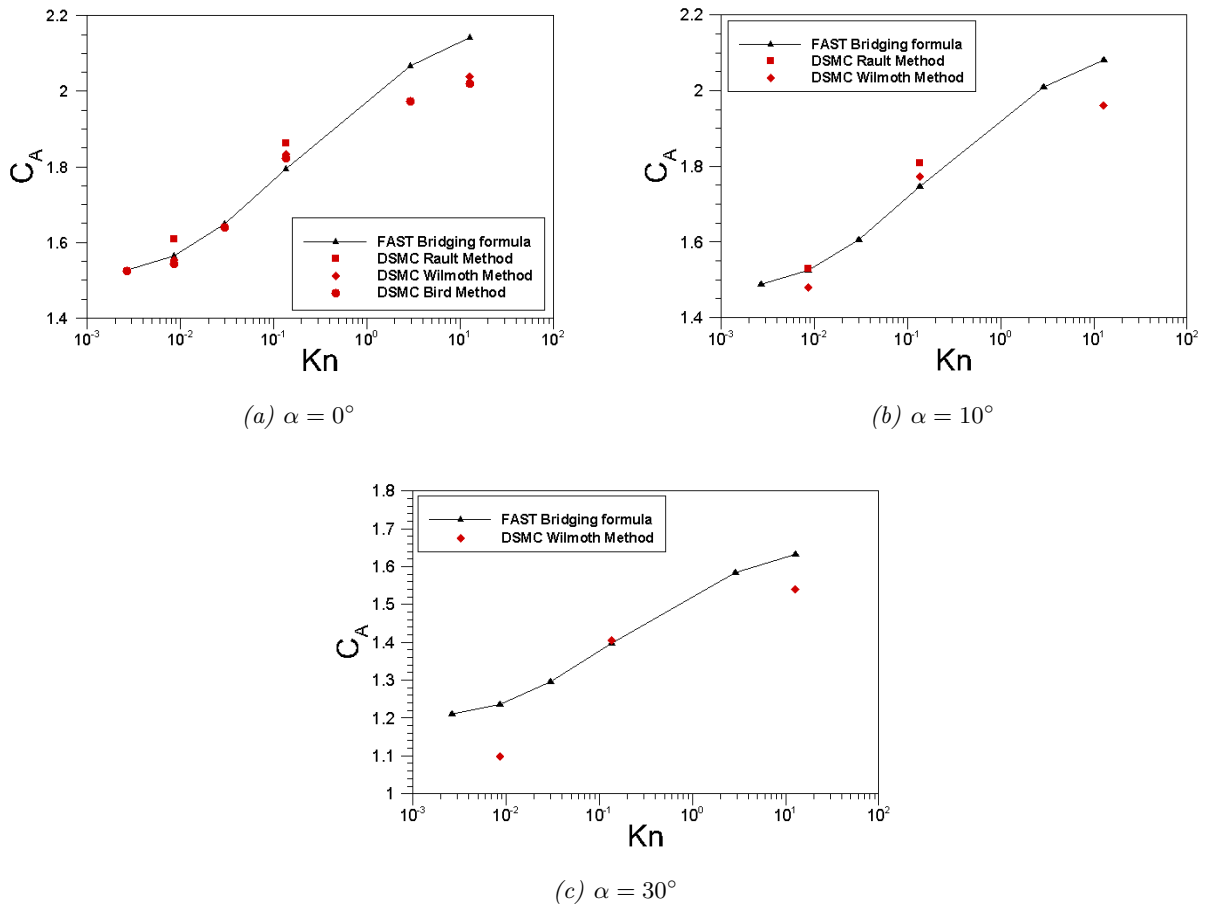 2.2
2
1.8
1.6
1.4
C_A
FAST Bridging formula
DSMC Rault Method
DSMC Wilmoth Method
DSMC Bird Method
10^-3 10^-2 10^-1 10^0 10^1 10^2
Kn
(a) α = 0°
2.2
2
1.8
1.6
1.4
C_A
FAST Bridging formula
DSMC Rault Method
DSMC Wilmoth Method
10^-3 10^-2 10^-1 10^0 10^1 10^2
Kn
(b) α = 10°
1.8
1.7
1.6
1.5
1.4
1.3
1.2
1.1
1
C_A
FAST Bridging formula
DSMC Wilmoth Method
10^-3 10^-2 10^-1 10^0 10^1 10^2
Kn
(c) α = 30°